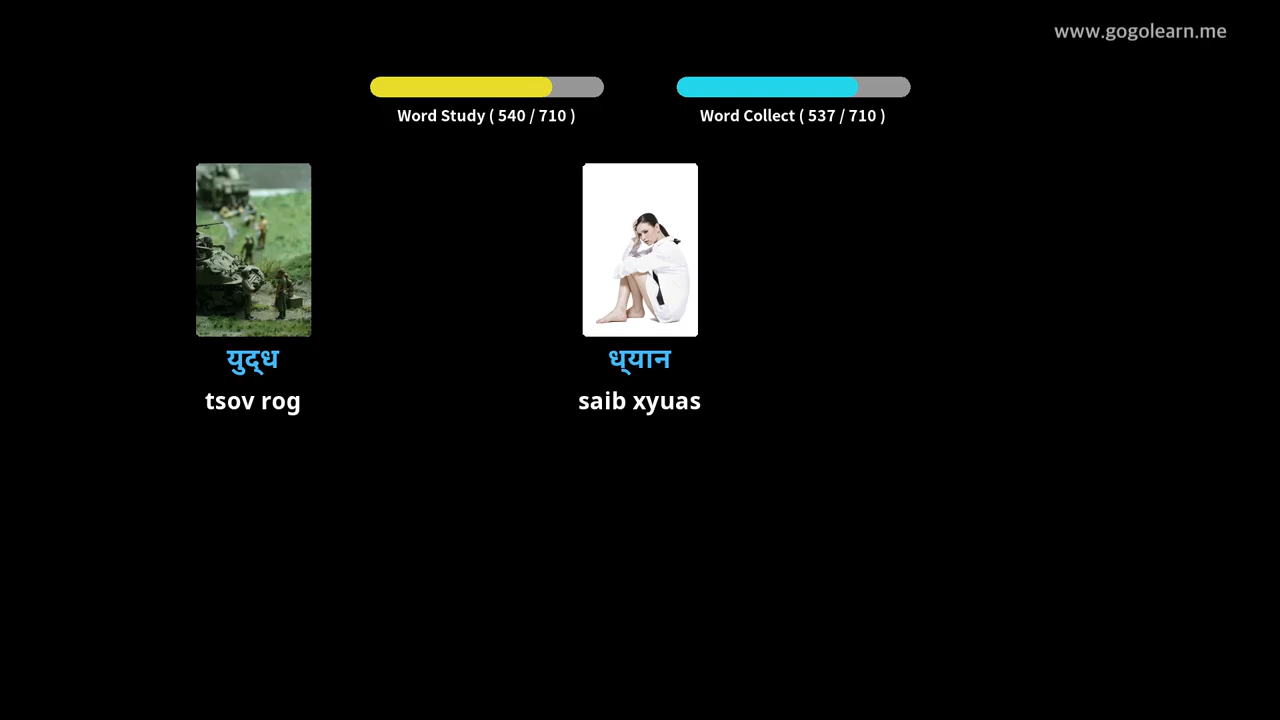 www.gogolearn.me
Word Study ( 540 / 710 )
Word Collect ( 537 / 710 )
युद्ध
ध्यान
tsov rog
saib xyuas